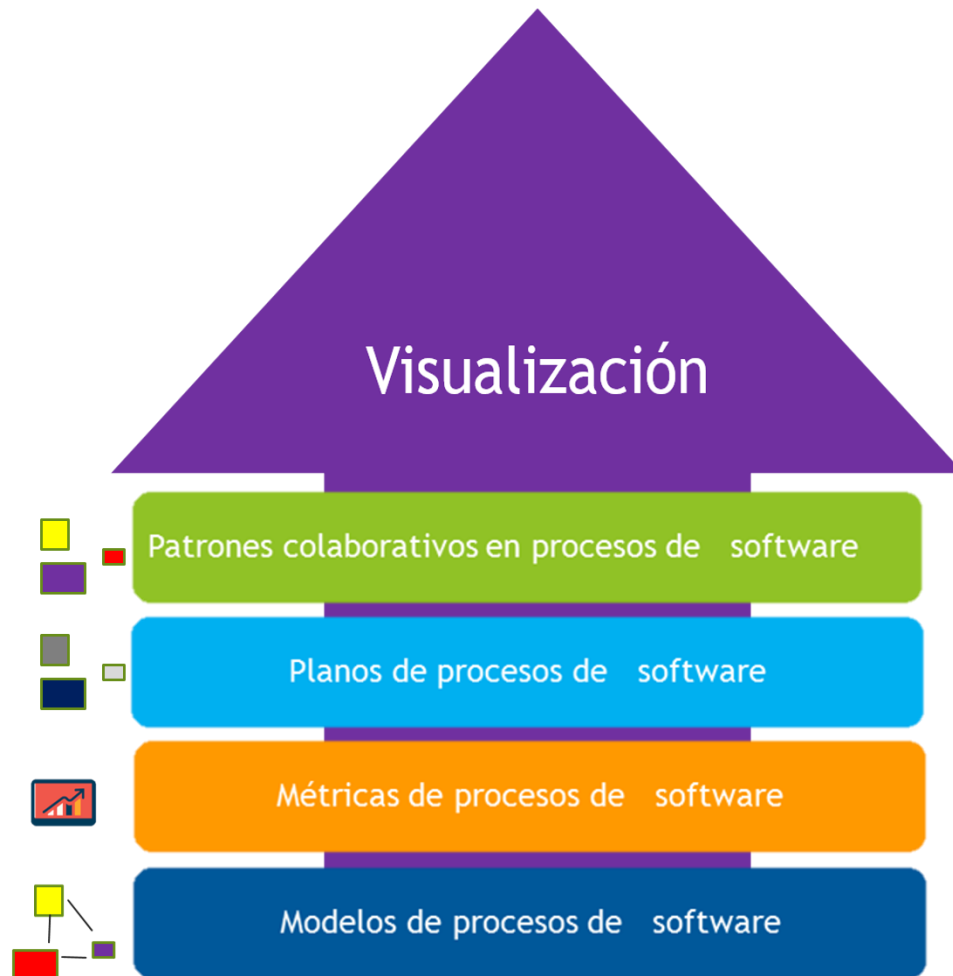 Visualización
Patrones colaborativos en procesos de software
Planos de procesos de software
Métricas de procesos de software
Modelos de procesos de software